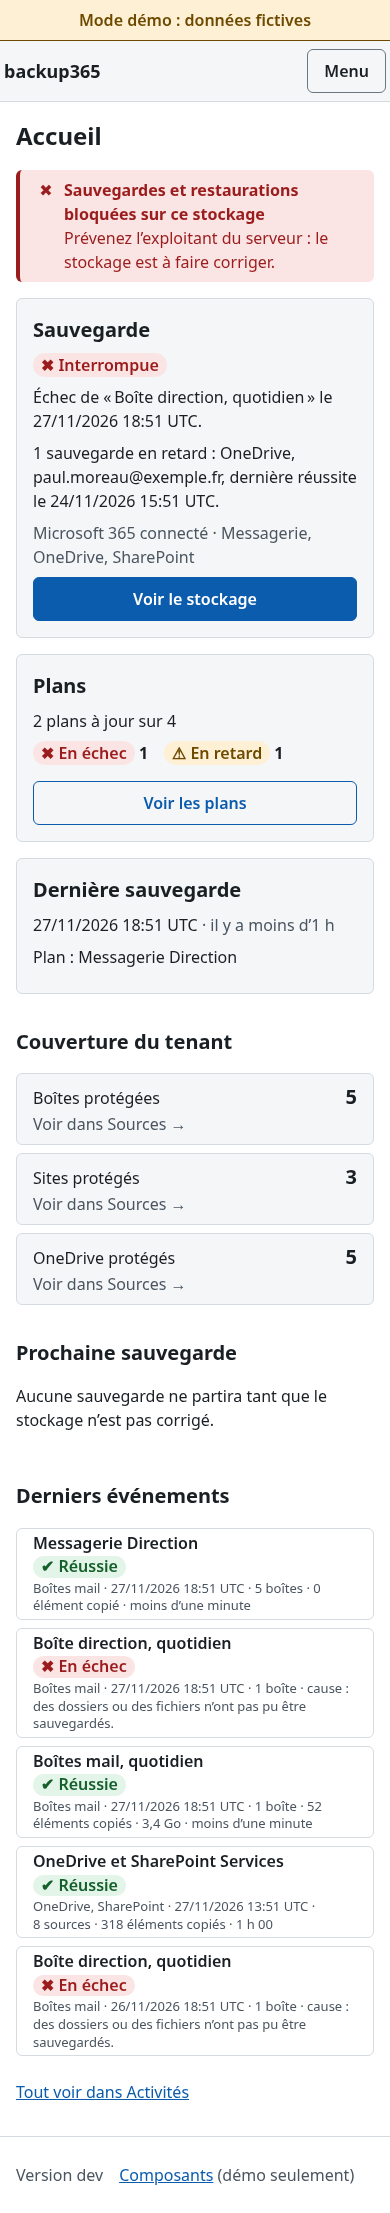 Mode démo : données fictives
backup365
Menu
Accueil
✖ Sauvegardes et restaurations
bloquées sur ce stockage
Prévenez l’exploitant du serveur : le
stockage est à faire corriger.
Sauvegarde
✖ Interrompue
Échec de « Boîte direction, quotidien » le
27/11/2026 18:51 UTC.
1 sauvegarde en retard : OneDrive,
paul.moreau@exemple.fr, dernière réussite
le 24/11/2026 15:51 UTC.
Microsoft 365 connecté · Messagerie,
OneDrive, SharePoint
Voir le stockage
Plans
2 plans à jour sur 4
✖ En échec 1 ⚠ En retard 1
Voir les plans
Dernière sauvegarde
27/11/2026 18:51 UTC · il y a moins d’1 h
Plan : Messagerie Direction
Couverture du tenant
Boîtes protégées 5
Voir dans Sources →
Sites protégés 3
Voir dans Sources →
OneDrive protégés 5
Voir dans Sources →
Prochaine sauvegarde
Aucune sauvegarde ne partira tant que le
stockage n’est pas corrigé.
Derniers événements
Messagerie Direction
✔ Réussie
Boîtes mail · 27/11/2026 18:51 UTC · 5 boîtes · 0
élément copié · moins d’une minute
Boîte direction, quotidien
✖ En échec
Boîtes mail · 27/11/2026 18:51 UTC · 1 boîte · cause :
des dossiers ou des fichiers n’ont pas pu être
sauvegardés.
Boîtes mail, quotidien
✔ Réussie
Boîtes mail · 27/11/2026 18:51 UTC · 1 boîte · 52
éléments copiés · 3,4 Go · moins d’une minute
OneDrive et SharePoint Services
✔ Réussie
OneDrive, SharePoint · 27/11/2026 13:51 UTC ·
8 sources · 318 éléments copiés · 1 h 00
Boîte direction, quotidien
✖ En échec
Boîtes mail · 26/11/2026 18:51 UTC · 1 boîte · cause :
des dossiers ou des fichiers n’ont pas pu être
sauvegardés.
Tout voir dans Activités
Version dev Composants (démo seulement)